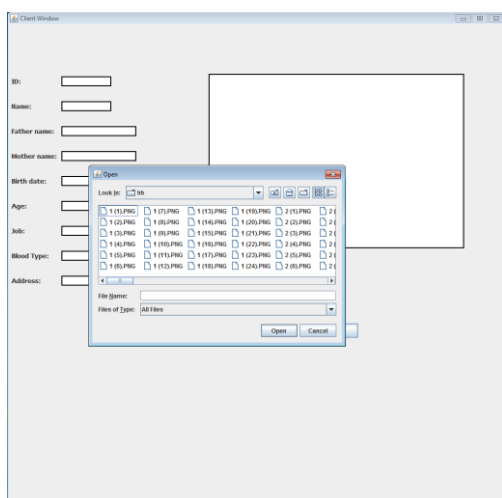 Client Window
ID:
Name:
Father name:
Mother name:
Birth date:
Age:
Job:
Blood Type:
Address:
Open
Look In: hh
1 (1).PNG 1 (7).PNG 1 (13).PNG 1 (19).PNG 2 (1).PNG 2 (
1 (2).PNG 1 (8).PNG 1 (14).PNG 1 (20).PNG 2 (2).PNG 2 (
1 (3).PNG 1 (9).PNG 1 (15).PNG 1 (21).PNG 2 (3).PNG 2 (
1 (4).PNG 1 (10).PNG 1 (16).PNG 1 (22).PNG 2 (4).PNG 2 (
1 (5).PNG 1 (11).PNG 1 (17).PNG 1 (23).PNG 2 (5).PNG 2 (
1 (6).PNG 1 (12).PNG 1 (18).PNG 1 (24).PNG 2 (6).PNG 2 (
File Name:
Files of Type: All Files
Open Cancel